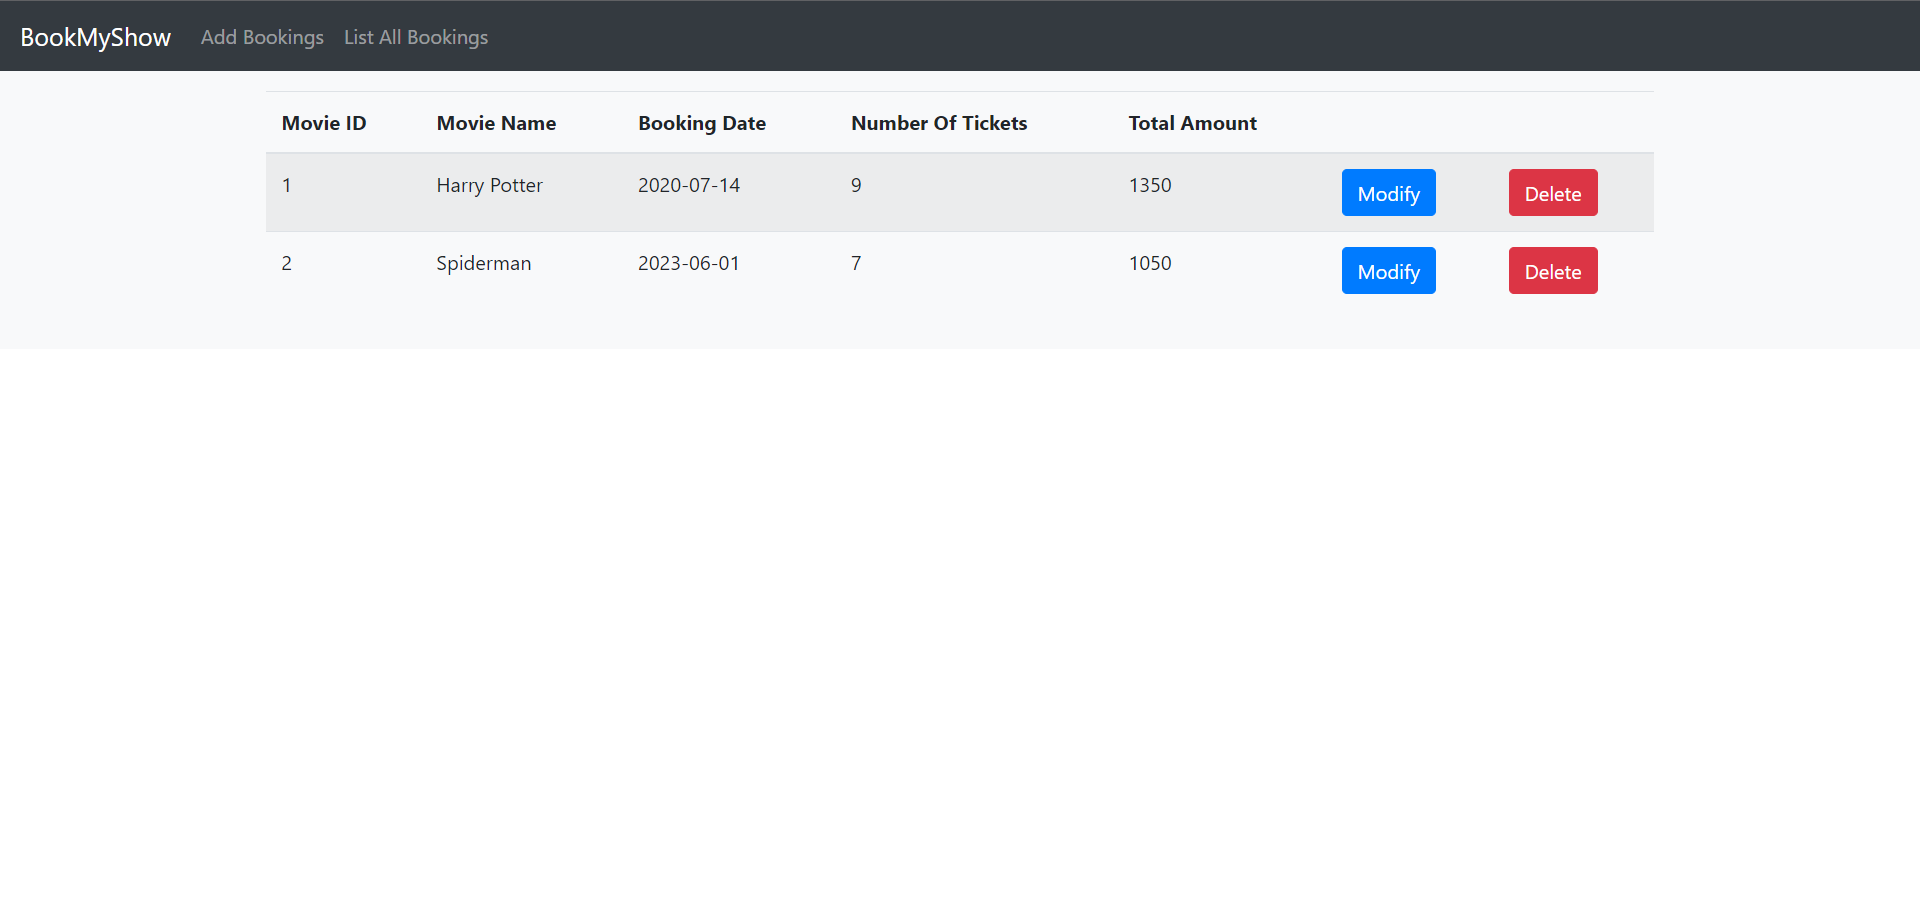 BookMyShow Add Bookings List All Bookings
Movie ID Movie Name Booking Date Number Of Tickets Total Amount
1 Harry Potter 2020-07-14 9 1350 Modify Delete
2 Spiderman 2023-06-01 7 1050 Modify Delete